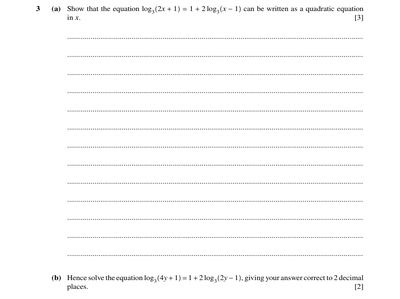 3 (a) Show that the equation log₃(2x + 1) = 1 + 2 log₃(x − 1) can be written as a quadratic equation
in x. [3]
(b) Hence solve the equation log₃(4y + 1) = 1 + 2 log₃(2y − 1), giving your answer correct to 2 decimal
places. [2]